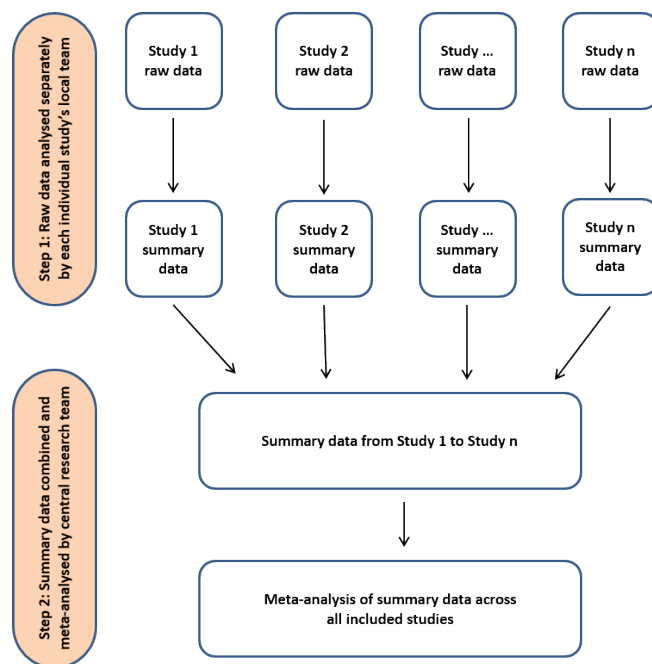 Step 1: Raw data analysed separately
by each individual study's local team
Study 1
raw data
Study 2
raw data
Study ...
raw data
Study n
raw data
Study 1
summary
data
Study 2
summary
data
Study ...
summary
data
Study n
summary
data
Step 2: Summary data combined and
meta-analysed by central research team
Summary data from Study 1 to Study n
Meta-analysis of summary data across
all included studies